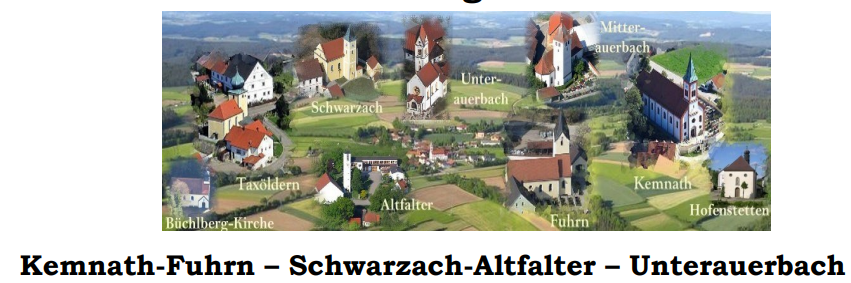 Mitter-
auerbach
Unter-
auerbach
Schwarzach
Taxöldern
Altfalter
Kemnath
Hofenstetten
Büchlberg-Kirche
Fuhrn
Kemnath-Fuhrn – Schwarzach-Altfalter – Unterauerbach